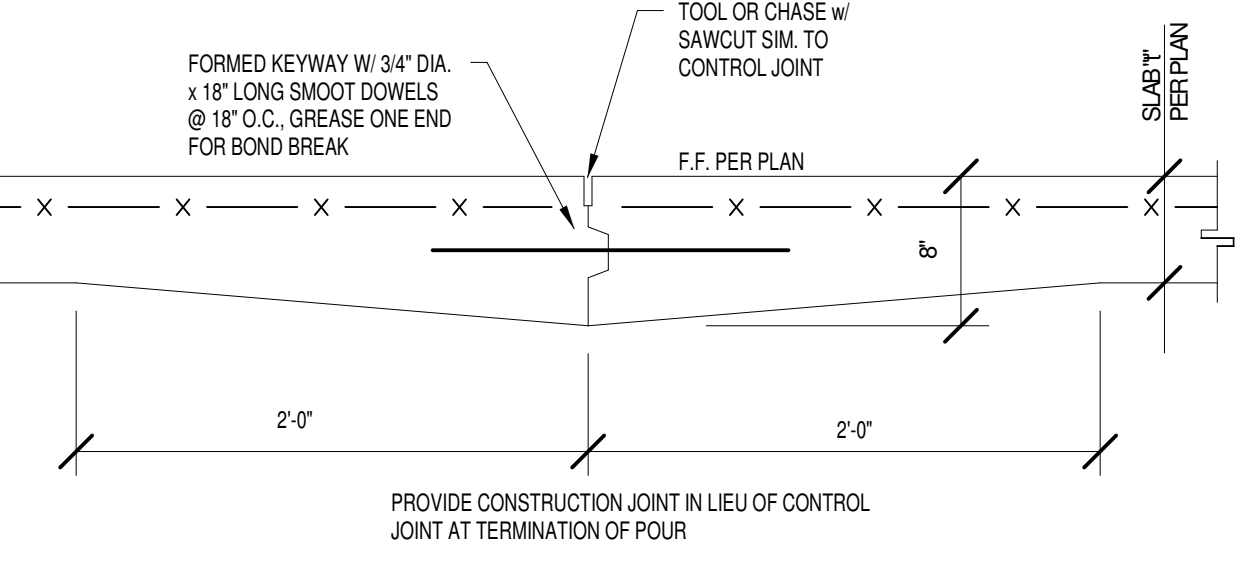 TOOL OR CHASE w/
SAWCUT SIM. TO
CONTROL JOINT
FORMED KEYWAY W/ 3/4" DIA.
x 18" LONG SMOOT DOWELS
@ 18" O.C., GREASE ONE END
FOR BOND BREAK
SLAB "t"
PER PLAN
F.F. PER PLAN
8"
2'-0"
2'-0"
PROVIDE CONSTRUCTION JOINT IN LIEU OF CONTROL
JOINT AT TERMINATION OF POUR